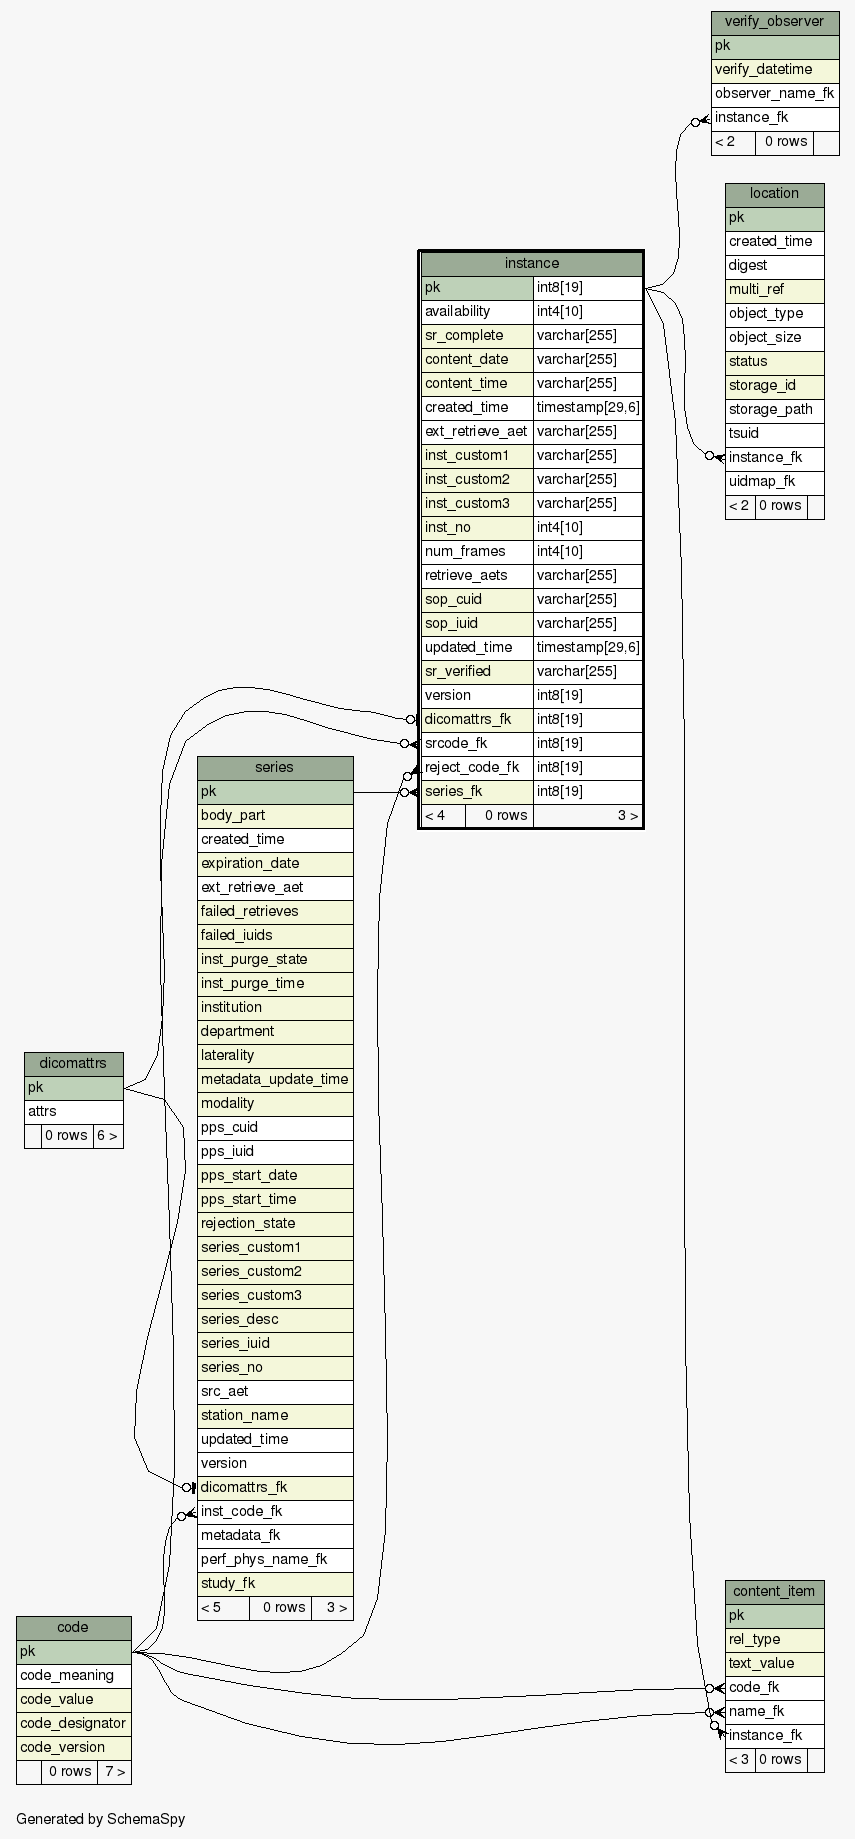 verify_observer
pk
verify_datetime
observer_name_fk
instance_fk
< 2 0 rows
location
pk
created_time
digest
multi_ref
object_type
object_size
status
storage_id
storage_path
tsuid
instance_fk
uidmap_fk
< 2 0 rows
instance
pk int8[19]
availability int4[10]
sr_complete varchar[255]
content_date varchar[255]
content_time varchar[255]
created_time timestamp[29,6]
ext_retrieve_aet varchar[255]
inst_custom1 varchar[255]
inst_custom2 varchar[255]
inst_custom3 varchar[255]
inst_no int4[10]
num_frames int4[10]
retrieve_aets varchar[255]
sop_cuid varchar[255]
sop_iuid varchar[255]
updated_time timestamp[29,6]
sr_verified varchar[255]
version int8[19]
dicomattrs_fk int8[19]
srcode_fk int8[19]
reject_code_fk int8[19]
series_fk int8[19]
< 4 0 rows 3 >
series
pk
body_part
created_time
expiration_date
ext_retrieve_aet
failed_retrieves
failed_iuids
inst_purge_state
inst_purge_time
institution
department
laterality
metadata_update_time
modality
pps_cuid
pps_iuid
pps_start_date
pps_start_time
rejection_state
series_custom1
series_custom2
series_custom3
series_desc
series_iuid
series_no
src_aet
station_name
updated_time
version
dicomattrs_fk
inst_code_fk
metadata_fk
perf_phys_name_fk
study_fk
< 5 0 rows 3 >
dicomattrs
pk
attrs
0 rows 6 >
content_item
pk
rel_type
text_value
code_fk
name_fk
instance_fk
< 3 0 rows
code
pk
code_meaning
code_value
code_designator
code_version
0 rows 7 >
Generated by SchemaSpy